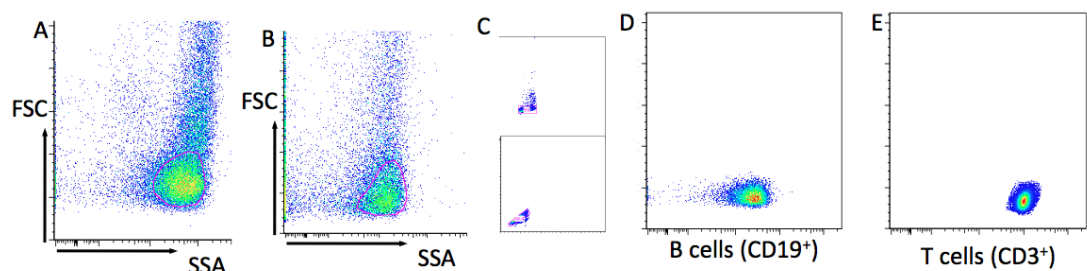 A
FSC
SSA
B
FSC
SSA
C
D
B cells (CD19⁺)
E
T cells (CD3⁺)